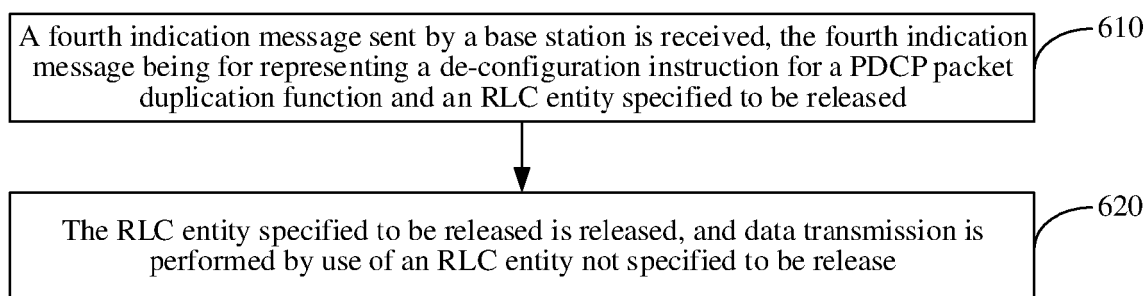 A fourth indication message sent by a base station is received, the fourth indication
message being for representing a de-configuration instruction for a PDCP packet
duplication function and an RLC entity specified to be released
610
The RLC entity specified to be released is released, and data transmission is
performed by use of an RLC entity not specified to be release
620